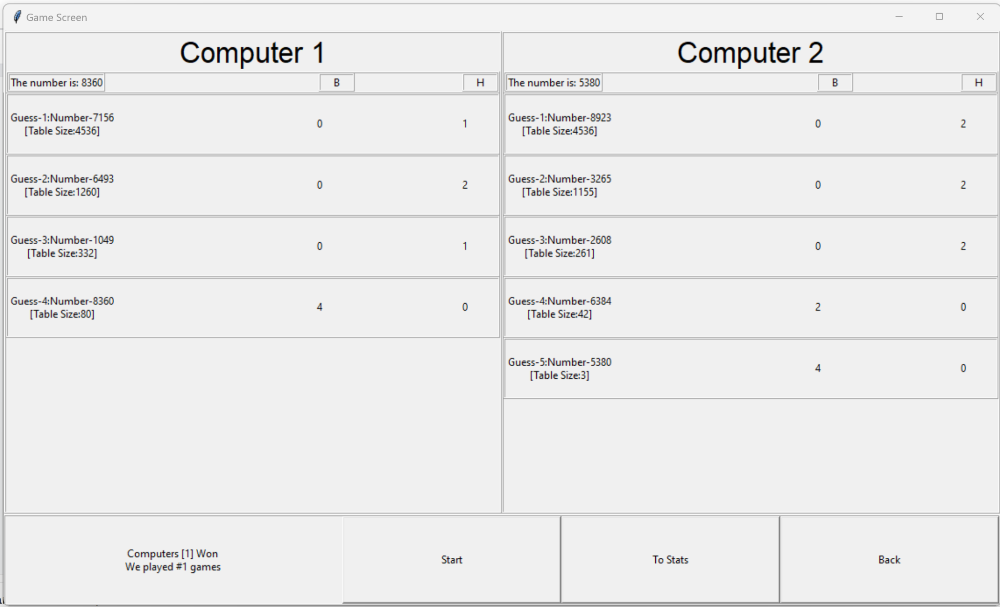 Game Screen
Computer 1
The number is: 8360 B H
Guess-1:Number-7156
[Table Size:4536] 0 1
Guess-2:Number-6493
[Table Size:1260] 0 2
Guess-3:Number-1049
[Table Size:332] 0 1
Guess-4:Number-8360
[Table Size:80] 4 0
Computer 2
The number is: 5380 B H
Guess-1:Number-8923
[Table Size:4536] 0 2
Guess-2:Number-3265
[Table Size:1155] 0 2
Guess-3:Number-2608
[Table Size:261] 0 2
Guess-4:Number-6384
[Table Size:42] 2 0
Guess-5:Number-5380
[Table Size:3] 4 0
Computers [1] Won
We played #1 games
Start
To Stats
Back